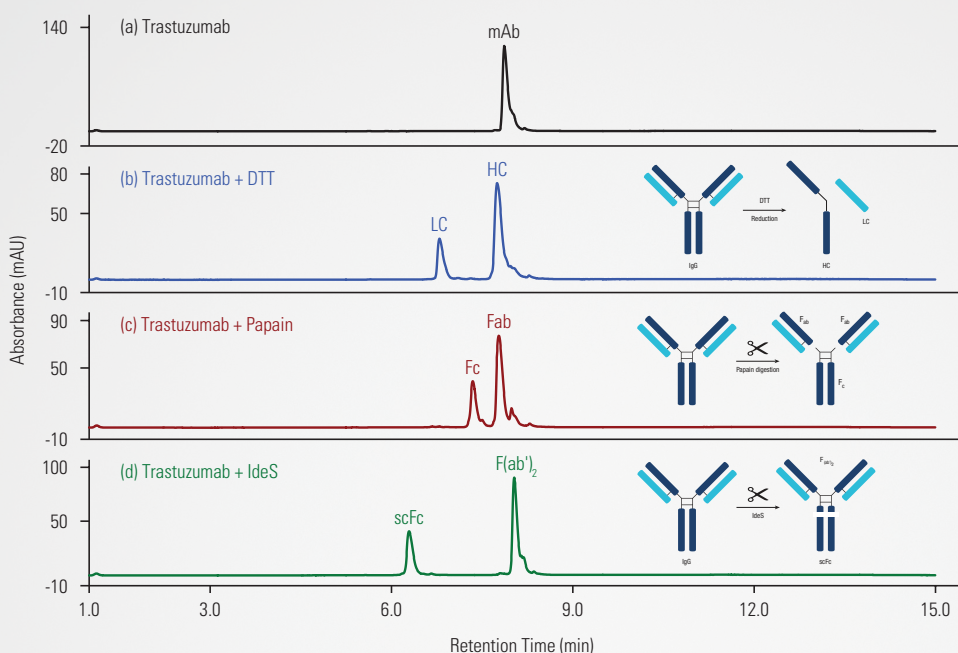 140
(a) Trastuzumab
mAb
-20
80
(b) Trastuzumab + DTT
HC
50
LC
DTT
Reduction
IgG
HC
LC
-10
Absorbance (mAU)
90
(c) Trastuzumab + Papain
Fab
Fab
Fab
50
Fc
Papain digestion
Fc
-10
100
(d) Trastuzumab + IdeS
F(ab')2
F(ab')2
50
scFc
IdeS
IgG
scFc
-10
1.0 3.0 6.0 9.0 12.0 15.0
Retention Time (min)